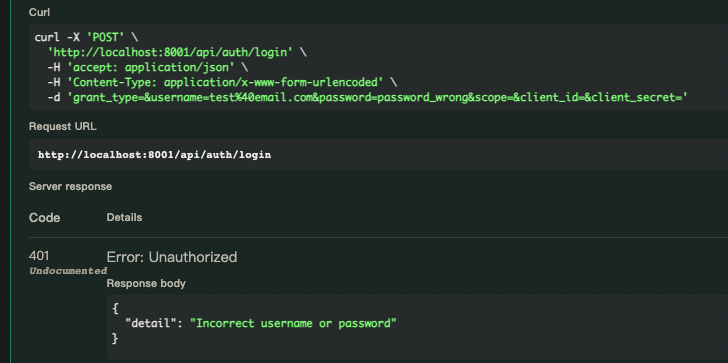 Curl
curl -X 'POST' \
'http://localhost:8001/api/auth/login' \
-H 'accept: application/json' \
-H 'Content-Type: application/x-www-form-urlencoded' \
-d 'grant_type=&username=test%40email.com&password=password_wrong&scope=&client_id=&client_secret='
Request URL
http://localhost:8001/api/auth/login
Server response
Code Details
401 Error: Unauthorized
Undocumented
Response body
{
"detail": "Incorrect username or password"
}